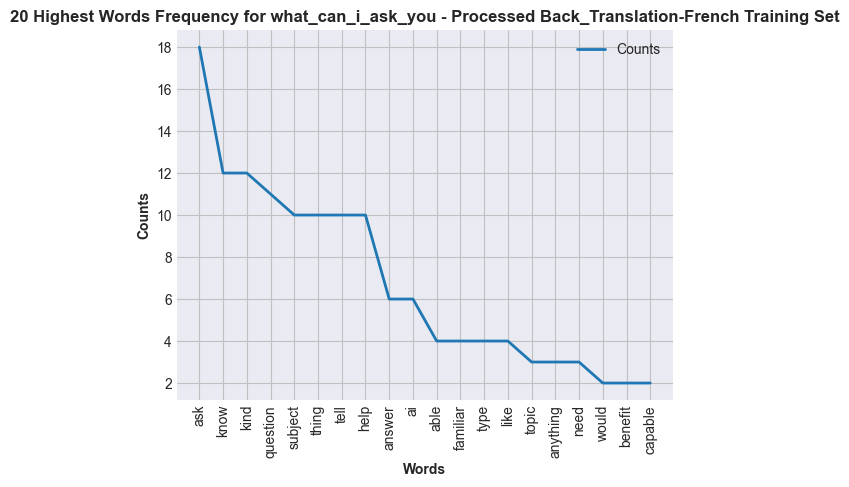 20 Highest Words Frequency for what_can_i_ask_you - Processed Back_Translation-French Training Set
Counts
18
16
14
12
10
8
6
4
2
Counts
ask
know
kind
question
subject
thing
tell
help
answer
ai
able
familiar
type
like
topic
anything
need
would
benefit
capable
Words